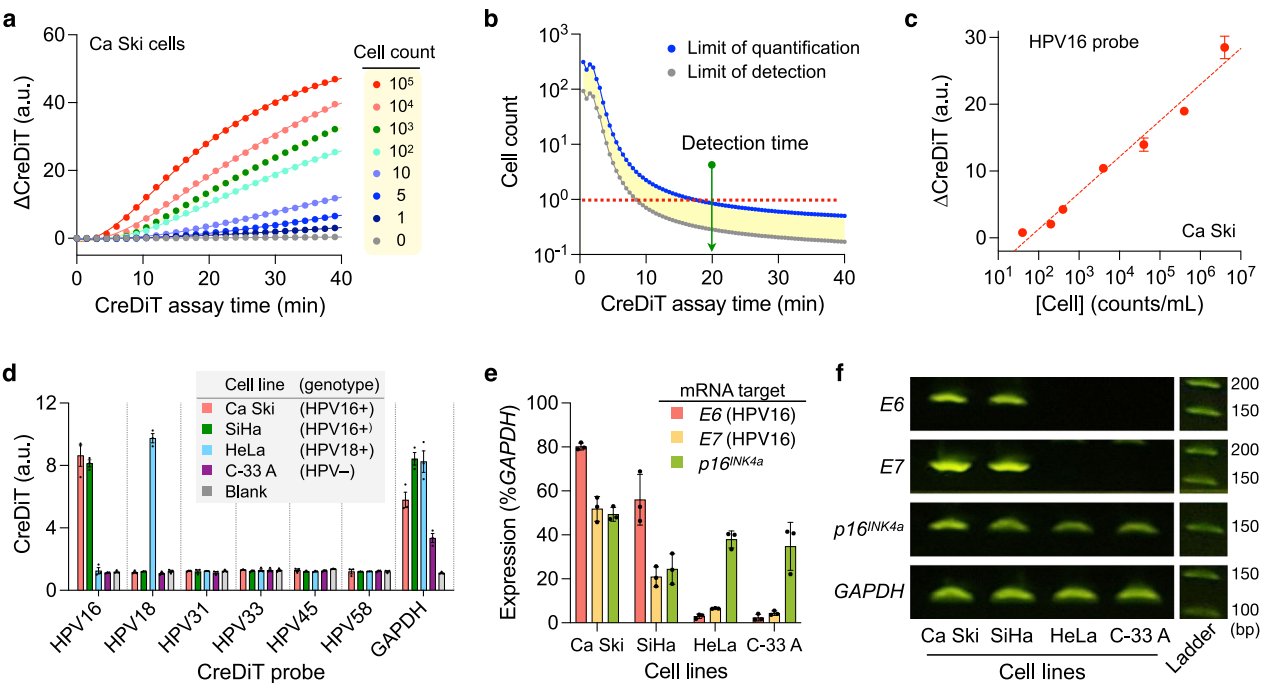 a
Ca Ski cells
Cell count
10⁵
10⁴
10³
10²
10
5
1
0
60
40
20
0
ΔCreDiT (a.u.)
0 10 20 30 40
CreDiT assay time (min)
b
Limit of quantification
Limit of detection
Detection time
10³
10²
10¹
10⁰
10⁻¹
Cell count
0 10 20 30 40
CreDiT assay time (min)
c
HPV16 probe
Ca Ski
30
20
10
0
ΔCreDiT (a.u.)
10¹ 10² 10³ 10⁴ 10⁵ 10⁶ 10⁷
[Cell] (counts/mL)
d
Cell line (genotype)
Ca Ski (HPV16+)
SiHa (HPV16+)
HeLa (HPV18+)
C-33 A (HPV–)
Blank
12
8
4
0
CreDiT (a.u.)
HPV16 HPV18 HPV31 HPV33 HPV45 HPV58 GAPDH
CreDiT probe
e
mRNA target
E6 (HPV16)
E7 (HPV16)
p16ᴵᴺᴷ⁴ᵃ
100
80
60
40
20
0
Expression (%GAPDH)
Ca Ski SiHa HeLa C-33 A
Cell lines
f
E6
200
150
E7
200
150
p16ᴵᴺᴷ⁴ᵃ
150
GAPDH
150
100
(bp)
Ca Ski SiHa HeLa C-33 A
Ladder
Cell lines